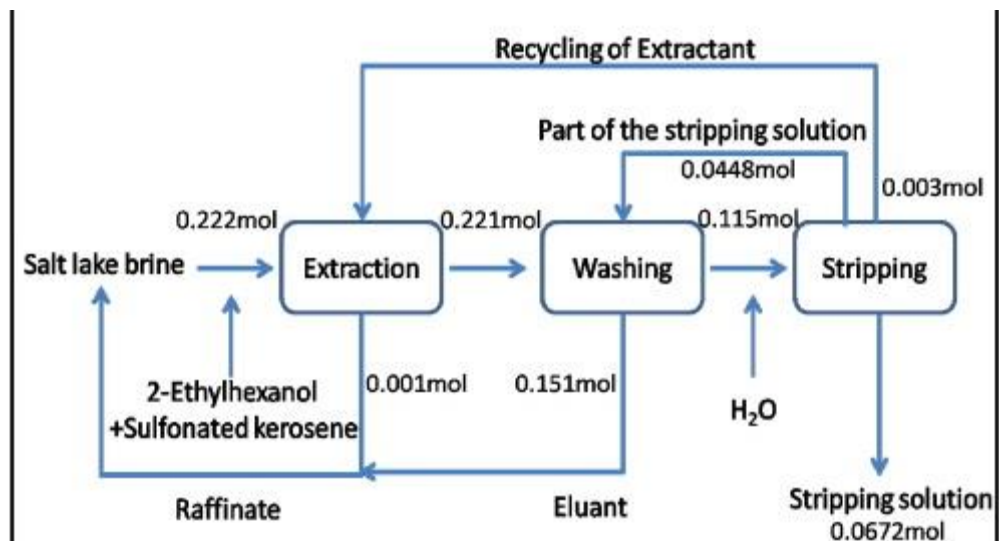 Recycling of Extractant
Part of the stripping solution
0.0448mol
0.003mol
0.222mol
0.221mol
0.115mol
Salt lake brine
Extraction
Washing
Stripping
2-Ethylhexanol
+Sulfonated kerosene
0.001mol
0.151mol
H₂O
Raffinate
Eluant
Stripping solution
0.0672mol